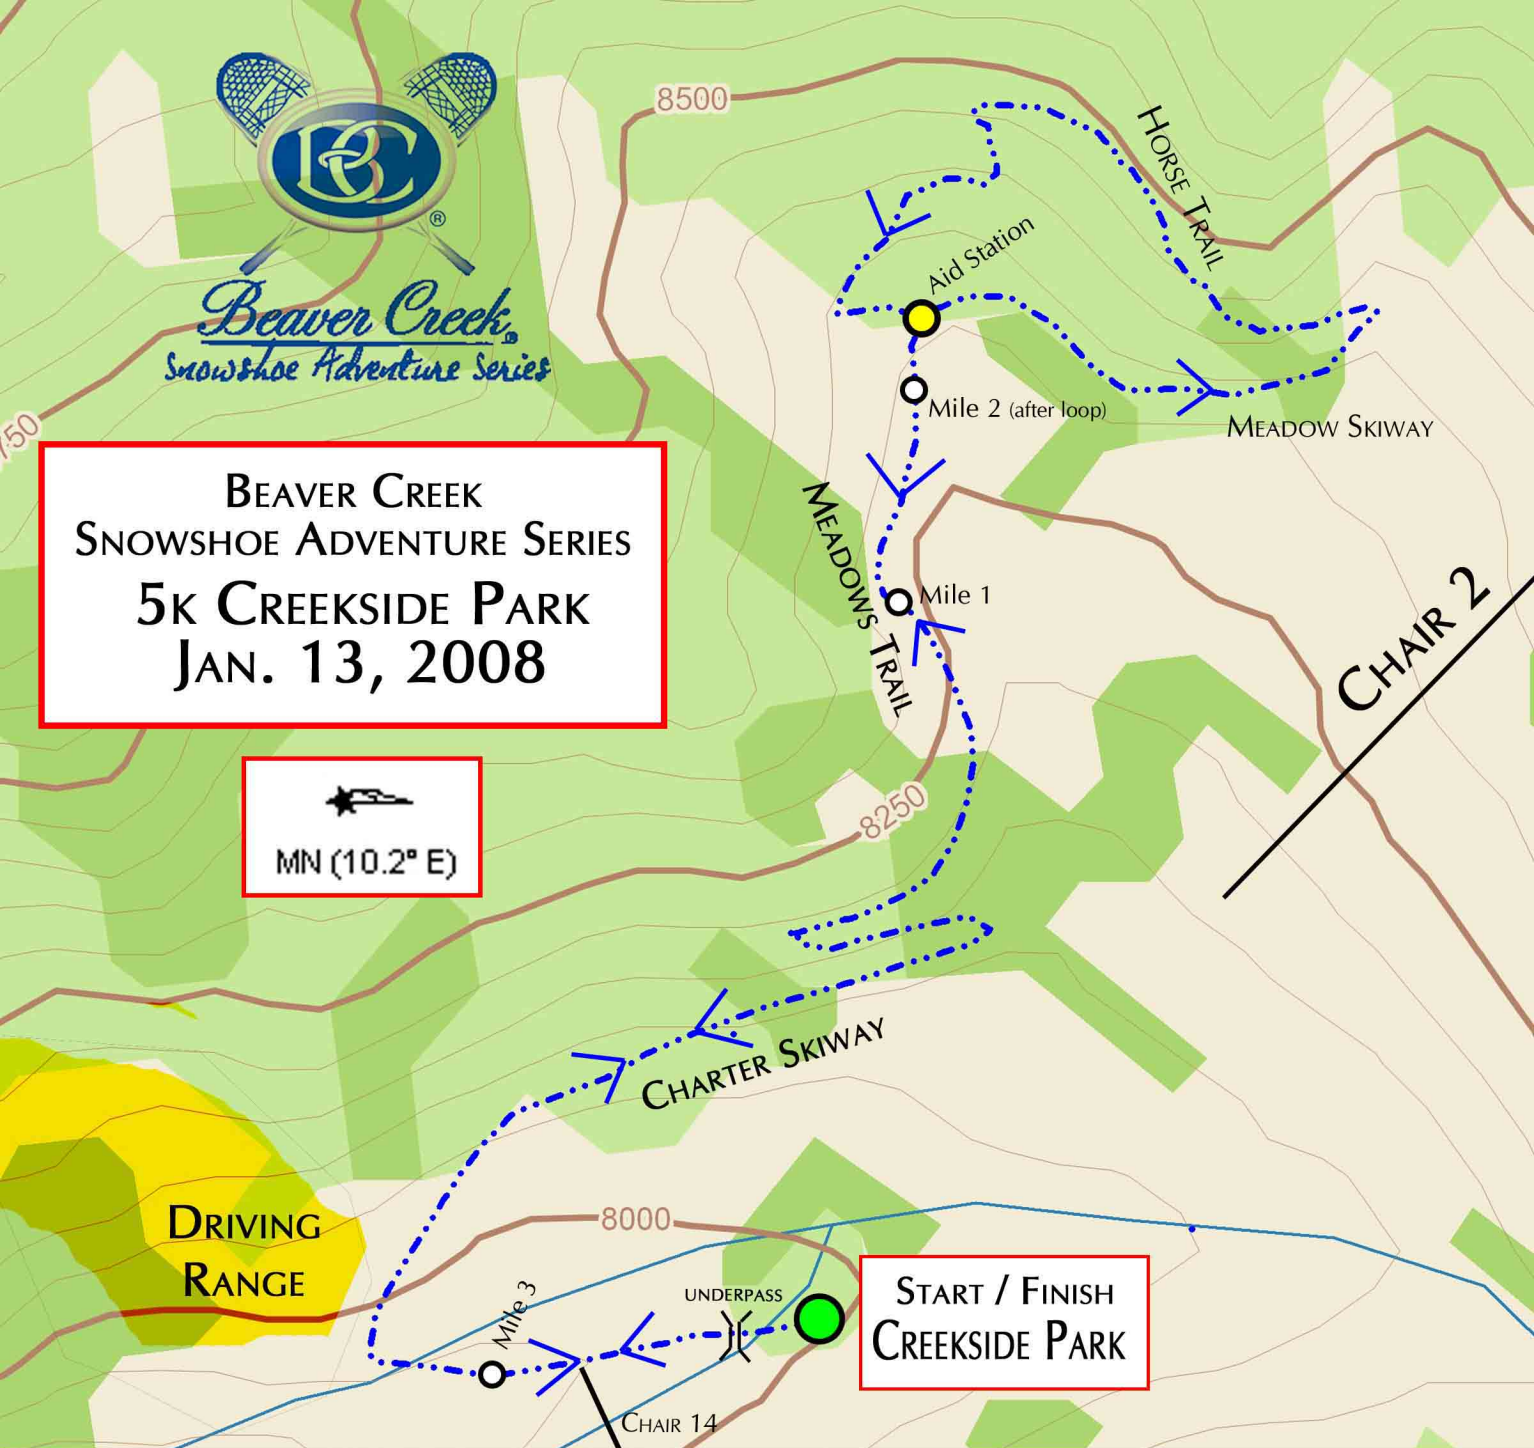 8500
BC
®
Beaver Creek®
Snowshoe Adventure Series
HORSE TRAIL
Aid Station
Mile 2 (after loop)
MEADOW SKIWAY
BEAVER CREEK
SNOWSHOE ADVENTURE SERIES
5K CREEKSIDE PARK
JAN. 13, 2008
MEADOWS TRAIL
Mile 1
CHAIR 2
MN (10.2° E)
8250
CHARTER SKIWAY
DRIVING
RANGE
8000
Mile 3
UNDERPASS
START / FINISH
CREEKSIDE PARK
CHAIR 14